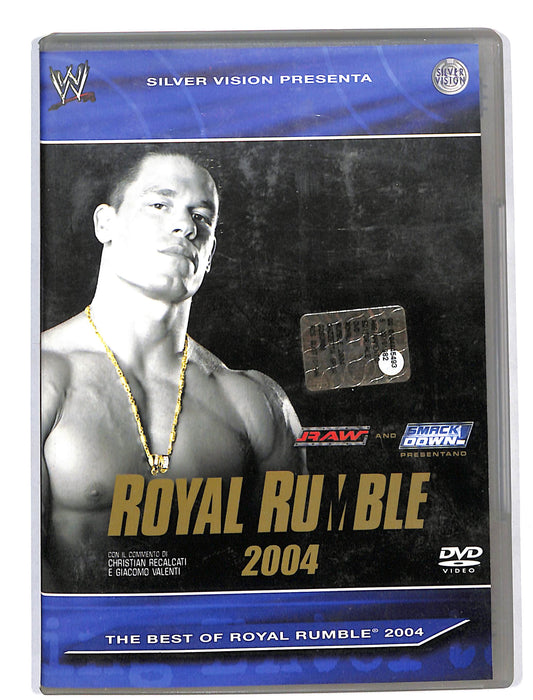 W
SILVER VISION PRESENTA
SILVER
VISION
RAW AND SMACK
DOWN!
PRESENTANO
ROYAL RUMBLE
2004
CON IL COMMENTO DI
CHRISTIAN RECALCATI
E GIACOMO VALENTI
DVD
VIDEO
THE BEST OF ROYAL RUMBLE® 2004